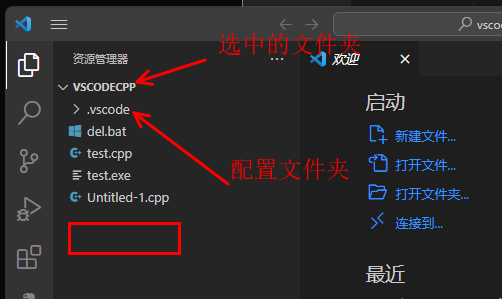 vsco
选中的文件夹
资源管理器
···
欢迎
VSCODECPP
.vscode
del.bat
test.cpp
test.exe
Untitled-1.cpp
配置文件夹
启动
新建文件...
打开文件...
打开文件夹...
连接到...
最近